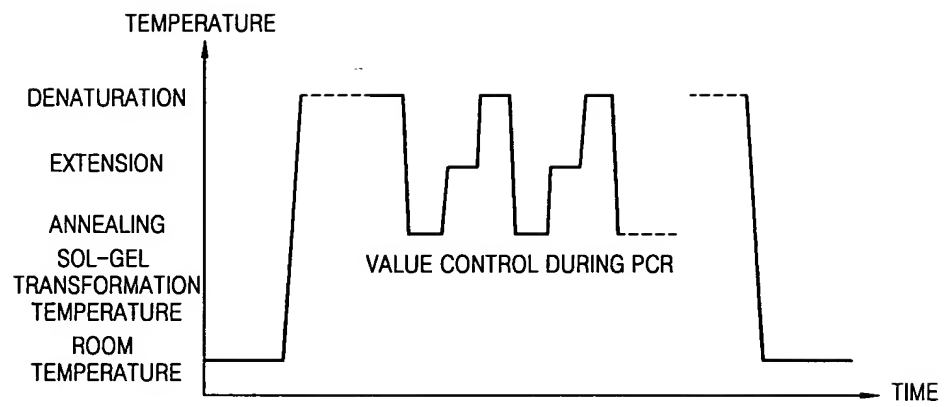 TEMPERATURE
DENATURATION
EXTENSION
ANNEALING
SOL-GEL
TRANSFORMATION
TEMPERATURE
VALUE CONTROL DURING PCR
ROOM
TEMPERATURE
TIME